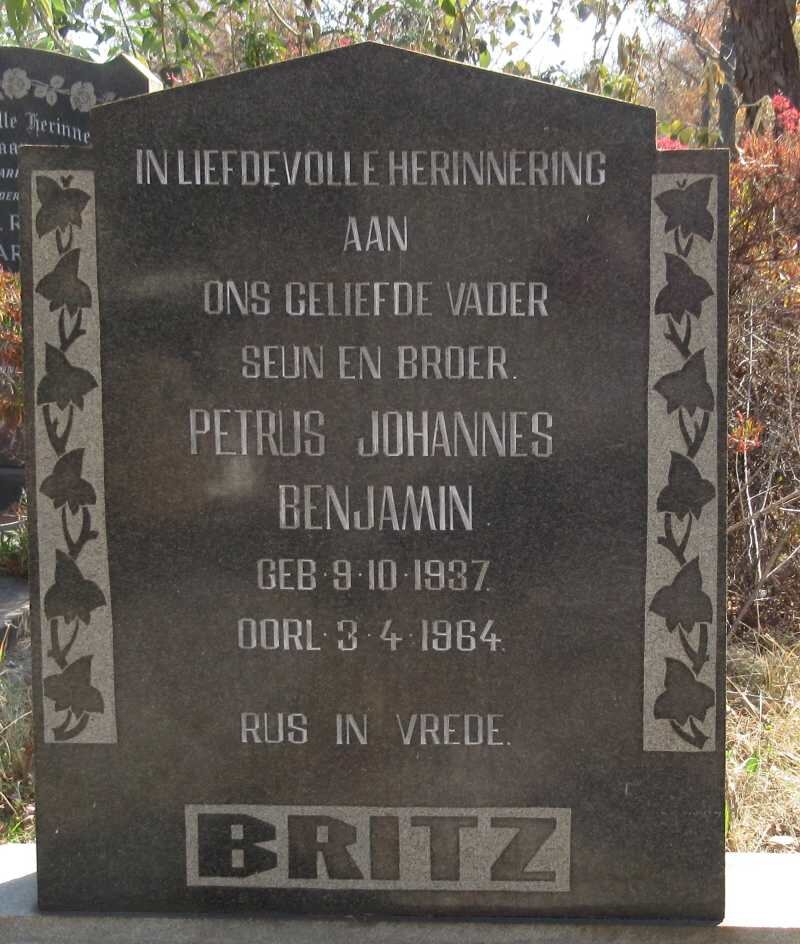 IN LIEFDEVOLLE HERINNERING
AAN
ONS GELIEFDE VADER
SEUN EN BROER.
PETRUS JOHANNES
BENJAMIN
GEB·9·10·1937.
OORL·3·4·1964.
RUS IN VREDE.
BRITZ